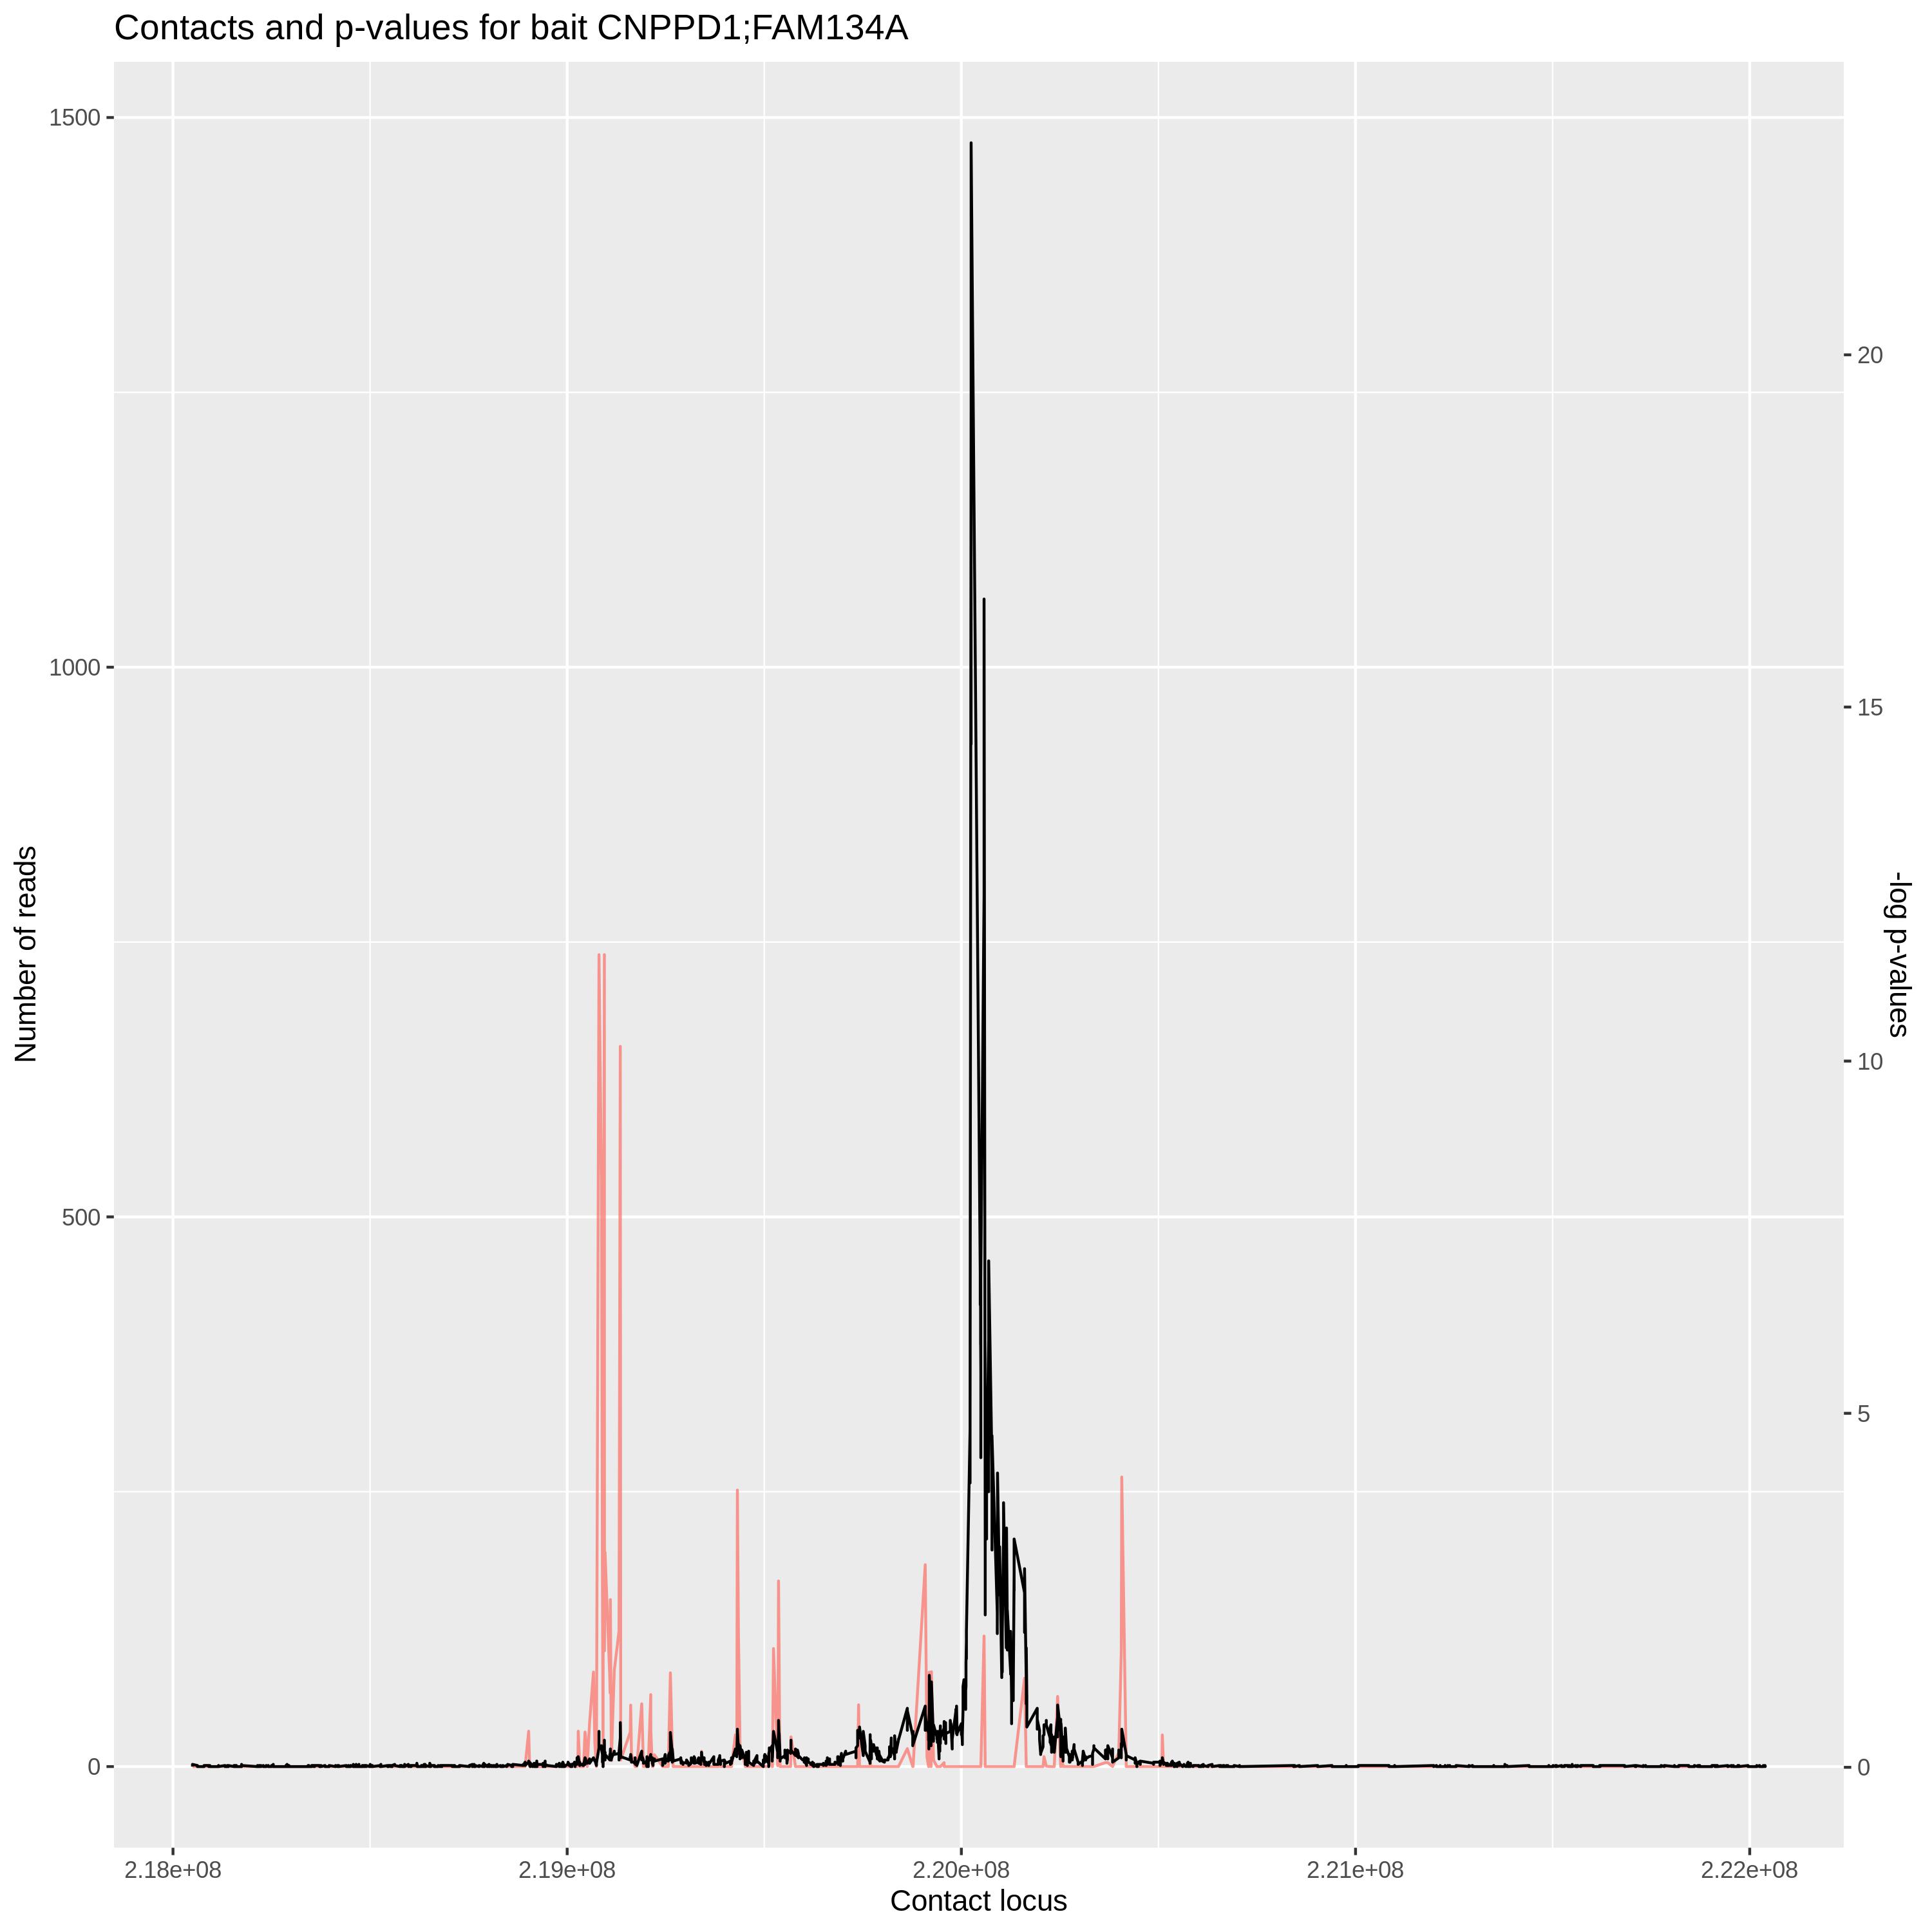 Contacts and p-values for bait CNPPD1;FAM134A
1500
1000
500
0
Number of reads
20
15
10
5
0
-log p-values
2.18e+08
2.19e+08
2.20e+08
2.21e+08
2.22e+08
Contact locus